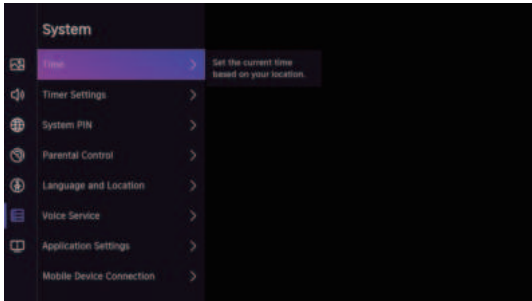 System
Time
Set the current time
based on your location.
Timer Settings
System PIN
Parental Control
Language and Location
Voice Service
Application Settings
Mobile Device Connection